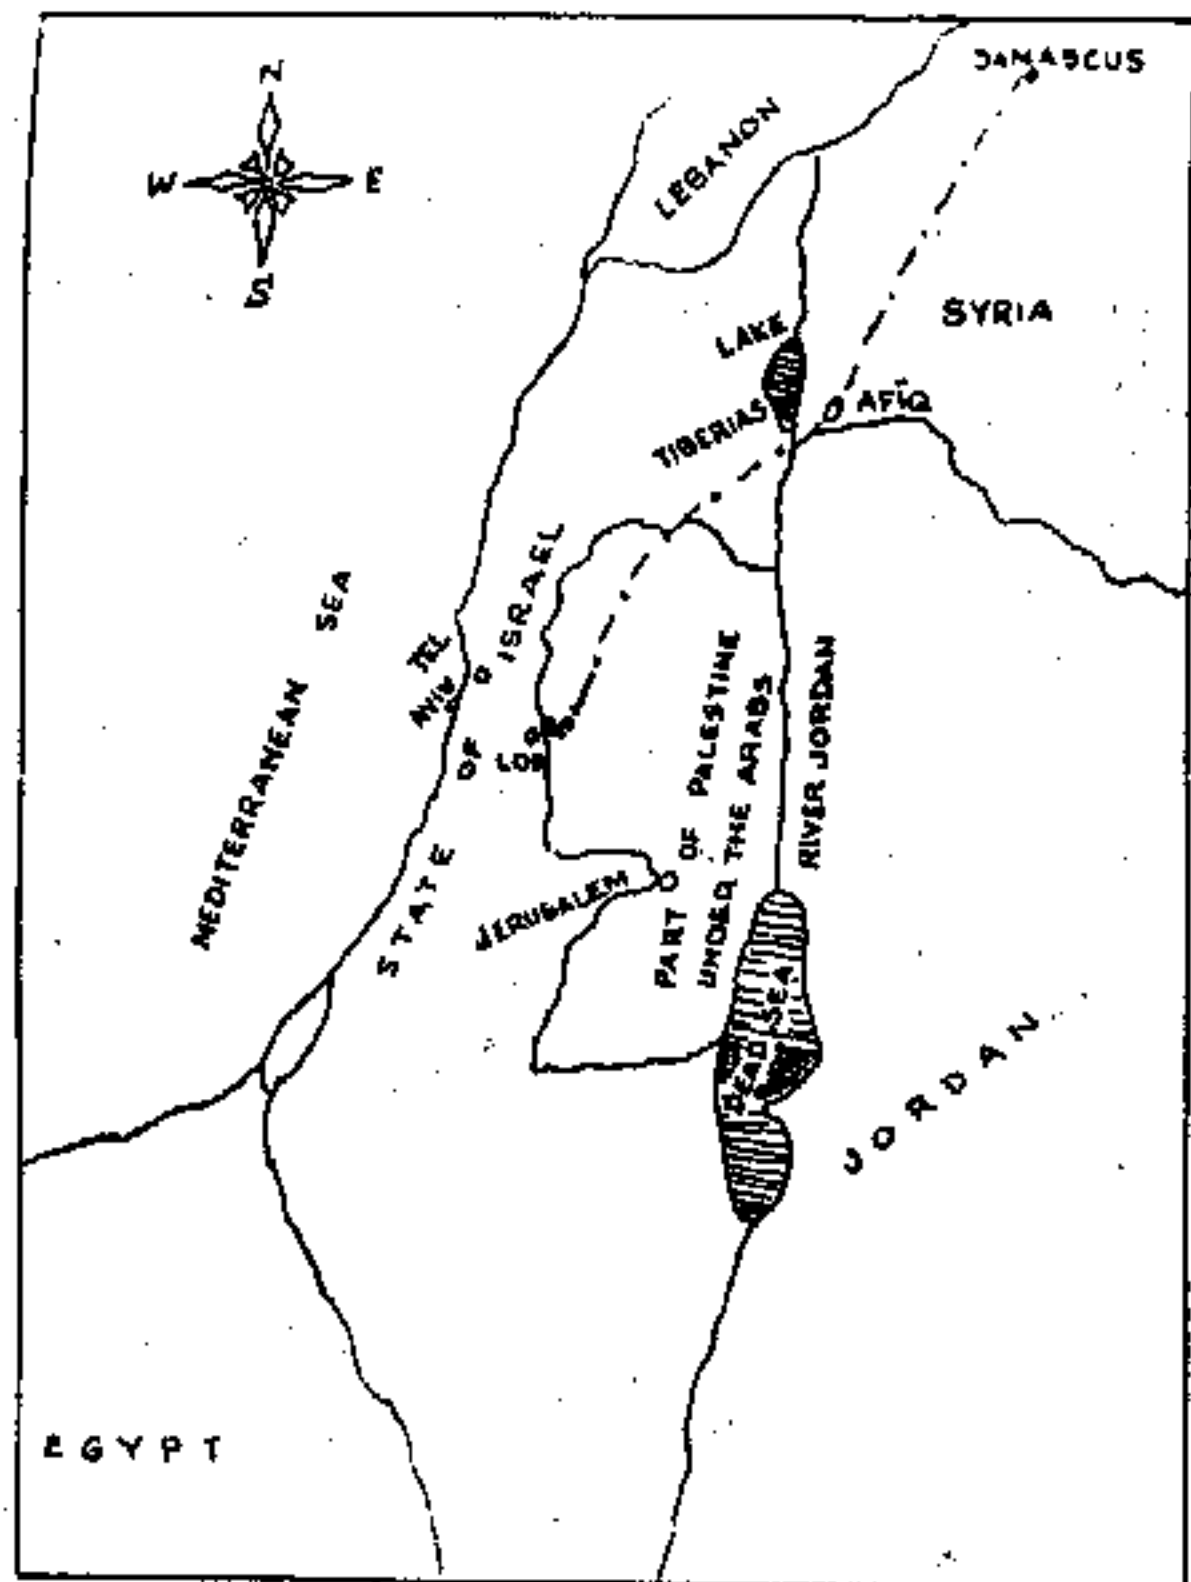 DAMASCUS
N
W
E
S
LEBANON
SYRIA
LAKE
TIBERIAS
AFIQ
MEDITERRANEAN SEA
TEL
AVIV
STATE OF ISRAEL
LOD
JERUSALEM
PART OF PALESTINE
UNDER THE ARABS
RIVER JORDAN
DEAD SEA
JORDAN
EGYPT